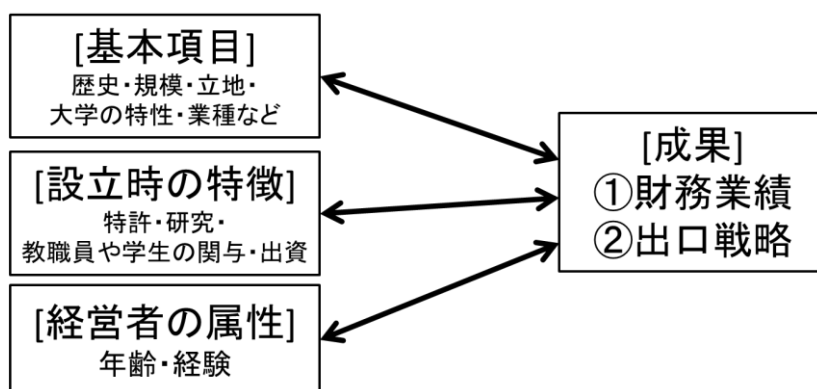 [基本項目]
歴史・規模・立地・
大学の特性・業種など
[設立時の特徴]
特許・研究・
教職員や学生の関与・出資
[経営者の属性]
年齢・経験
[成果]
①財務業績
②出口戦略